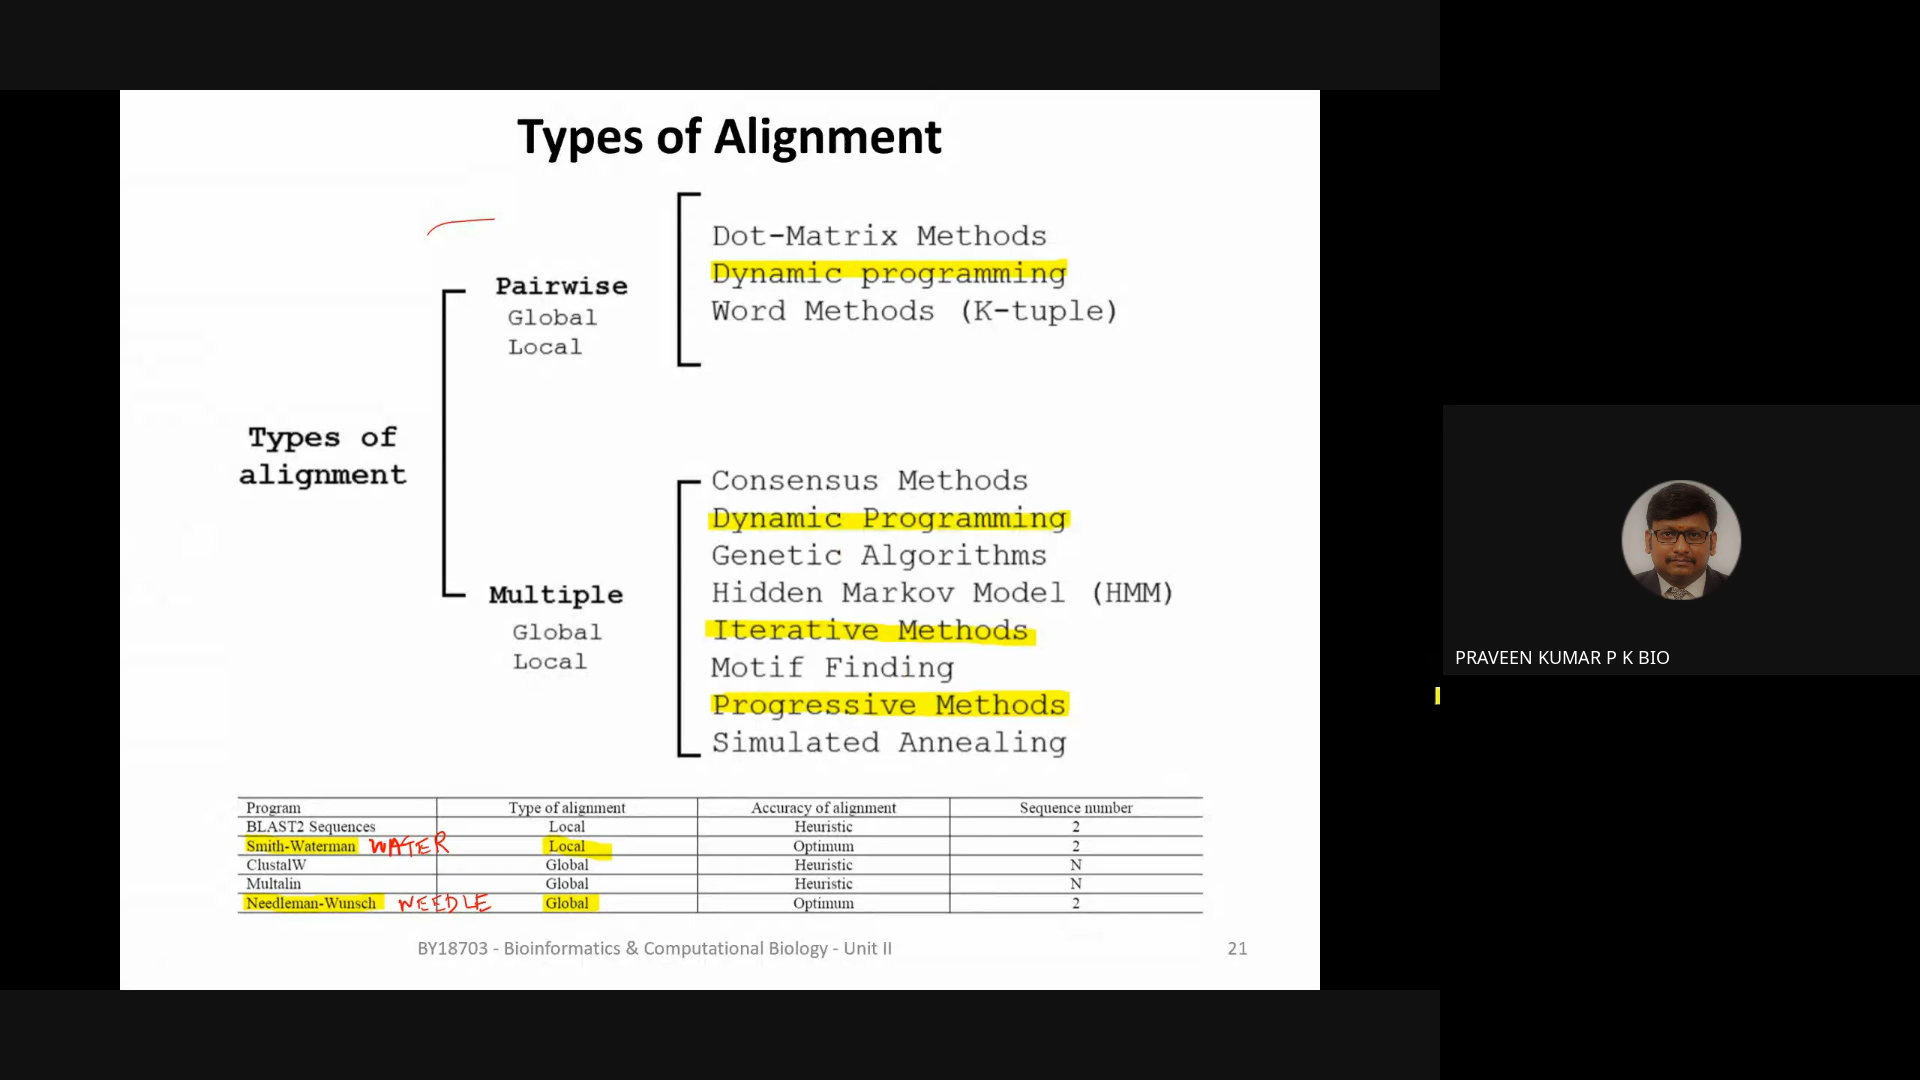 Types of Alignment
Dot-Matrix Methods
Dynamic programming
Word Methods (K-tuple)
Pairwise
Global
Local
Types of
alignment
Consensus Methods
Dynamic Programming
Genetic Algorithms
Hidden Markov Model (HMM)
Iterative Methods
Motif Finding
Progressive Methods
Simulated Annealing
Multiple
Global
Local
Program Type of alignment Accuracy of alignment Sequence number
BLAST2 Sequences Local Heuristic 2
Smith-Waterman WATER Local Optimum 2
ClustalW Global Heuristic N
Multalin Global Heuristic N
Needleman-Wunsch NEEDLE Global Optimum 2
BY18703 - Bioinformatics & Computational Biology - Unit II 21
PRAVEEN KUMAR P K BIO